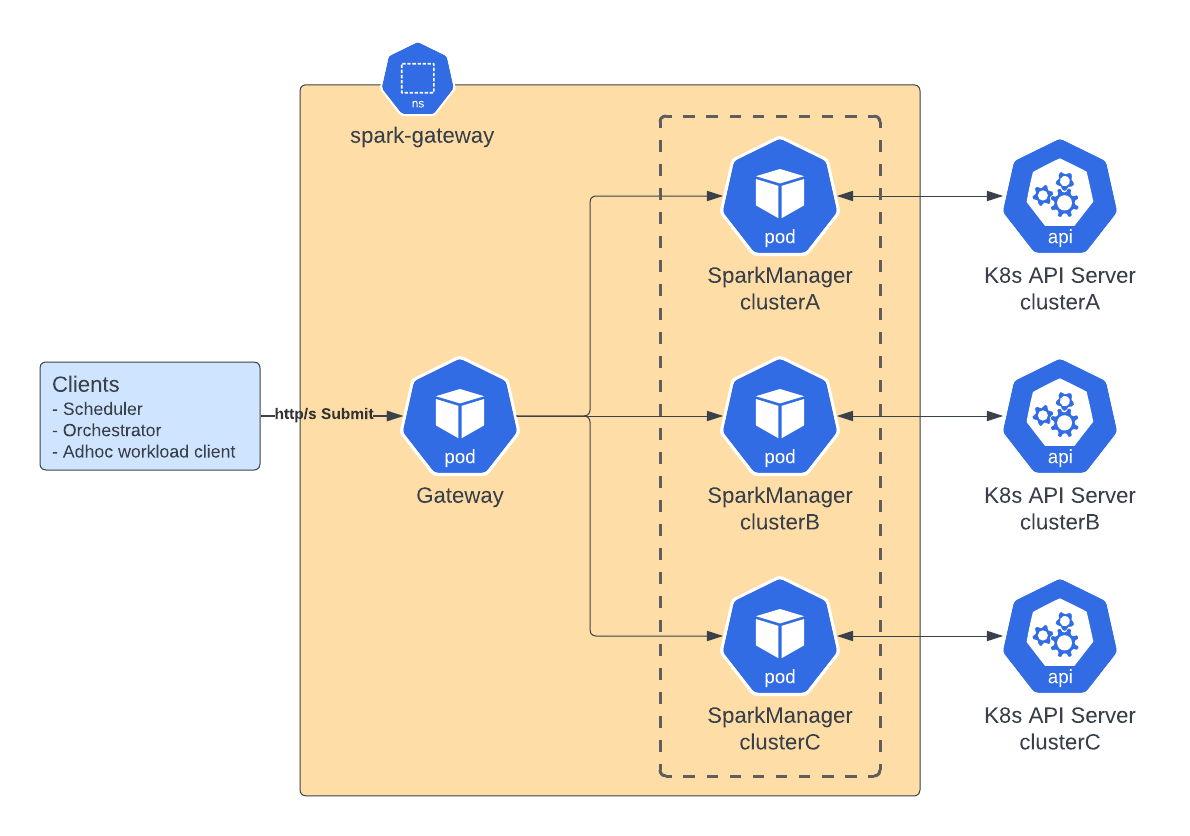 ns
spark-gateway
pod
SparkManager
clusterA
api
K8s API Server
clusterA
Clients
- Scheduler
- Orchestrator
- Adhoc workload client
http/s Submit
pod
Gateway
pod
SparkManager
clusterB
api
K8s API Server
clusterB
pod
SparkManager
clusterC
api
K8s API Server
clusterC